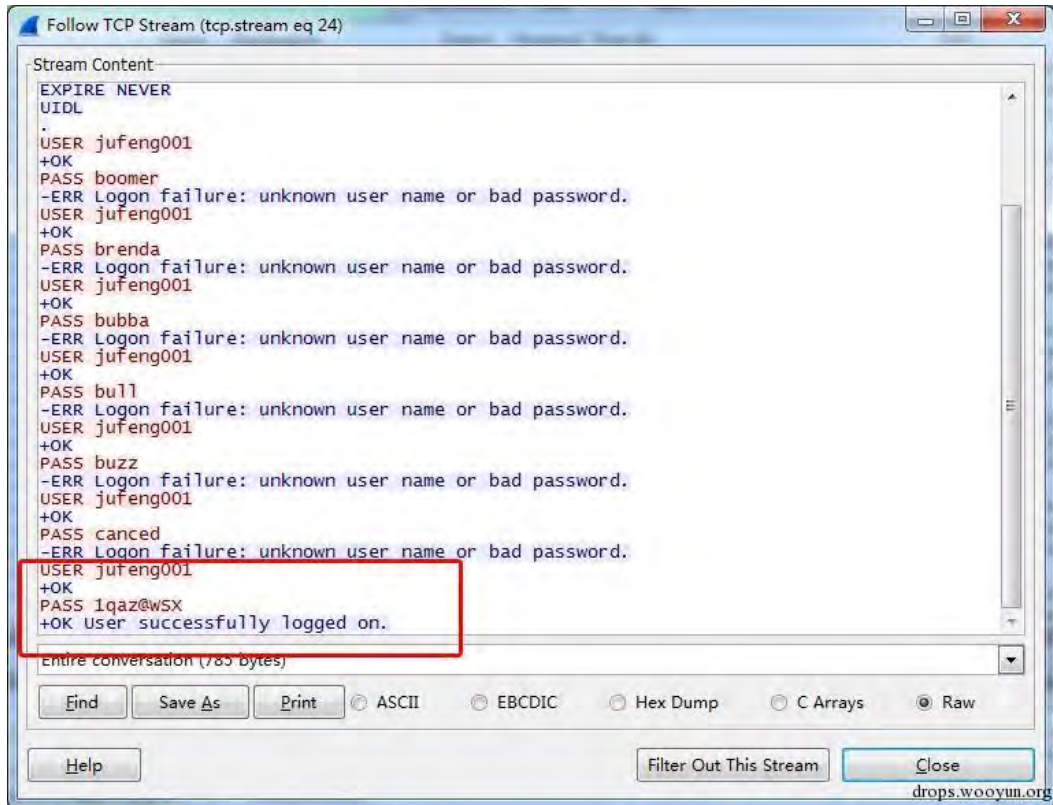 Follow TCP Stream (tcp.stream eq 24)
Stream Content
EXPIRE NEVER
UIDL
.
USER jufeng001
+OK
PASS boomer
-ERR Logon failure: unknown user name or bad password.
USER jufeng001
+OK
PASS brenda
-ERR Logon failure: unknown user name or bad password.
USER jufeng001
+OK
PASS bubba
-ERR Logon failure: unknown user name or bad password.
USER jufeng001
+OK
PASS bull
-ERR Logon failure: unknown user name or bad password.
USER jufeng001
+OK
PASS buzz
-ERR Logon failure: unknown user name or bad password.
USER jufeng001
+OK
PASS canced
-ERR Logon failure: unknown user name or bad password.
USER jufeng001
+OK
PASS 1qaz@WSX
+OK User successfully logged on.
Entire conversation (785 bytes)
Find Save As Print ASCII EBCDIC Hex Dump C Arrays Raw
Help Filter Out This Stream Close
drops.wooyun.org